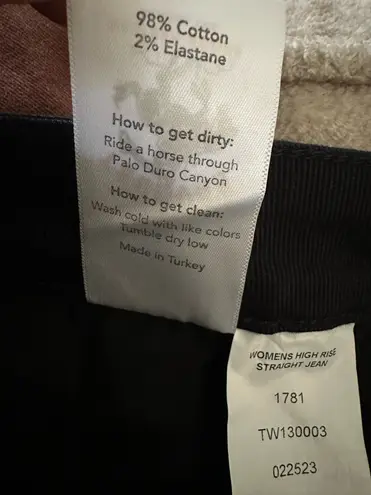 98% Cotton
2% Elastane
How to get dirty:
Ride a horse through
Palo Duro Canyon
How to get clean:
Wash cold with like colors
Tumble dry low
Made in Turkey
WOMENS HIGH RISE
STRAIGHT JEAN
1781
TW130003
022523